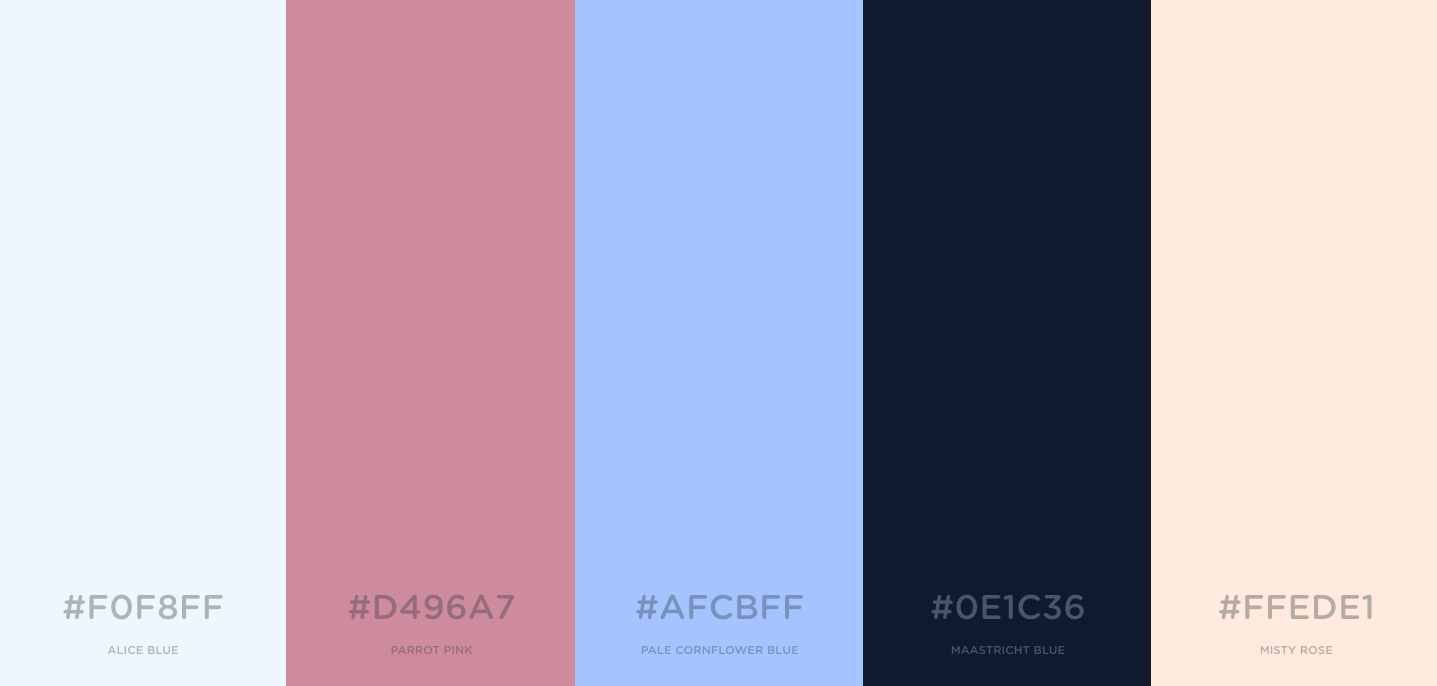 #F0F8FF #D496A7 #AFCBFF #0E1C36 #FFEDE1
ALICE BLUE PARROT PINK PALE CORNFLOWER BLUE MAASTRICHT BLUE MISTY ROSE